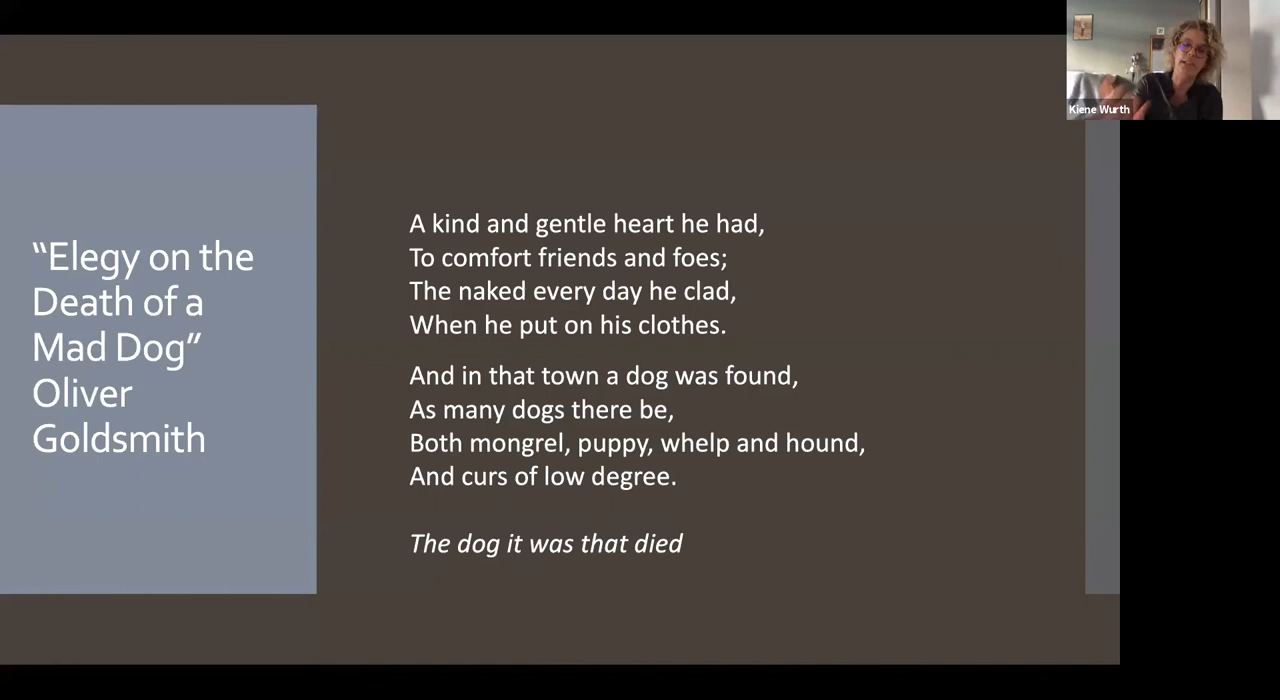 Kiene Wurth
“Elegy on the
Death of a
Mad Dog”
Oliver
Goldsmith
A kind and gentle heart he had,
To comfort friends and foes;
The naked every day he clad,
When he put on his clothes.
And in that town a dog was found,
As many dogs there be,
Both mongrel, puppy, whelp and hound,
And curs of low degree.
The dog it was that died